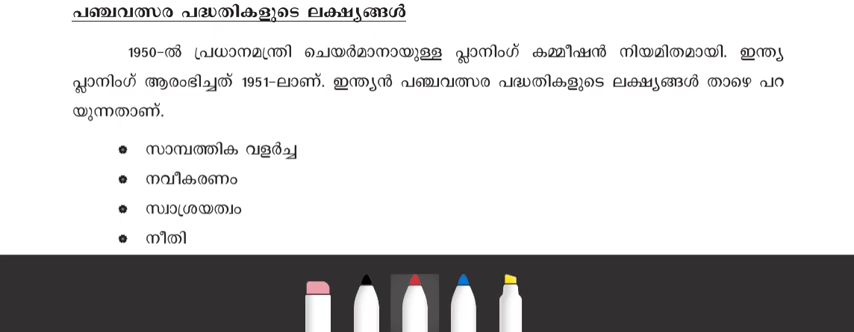 പഞ്ചവത്സര പദ്ധതികളുടെ ലക്ഷ്യങ്ങൾ
1950-ൽ പ്രധാനമന്ത്രി ചെയർമാനായുള്ള പ്ലാനിംഗ് കമ്മീഷൻ നിയമിതമായി. ഇന്ത്യ
പ്ലാനിംഗ് ആരംഭിച്ചത് 1951-ലാണ്. ഇന്ത്യൻ പഞ്ചവത്സര പദ്ധതികളുടെ ലക്ഷ്യങ്ങൾ താഴെ പറ
യുന്നതാണ്.
സാമ്പത്തിക വളർച്ച
നവീകരണം
സ്വാശ്രയത്വം
നീതി